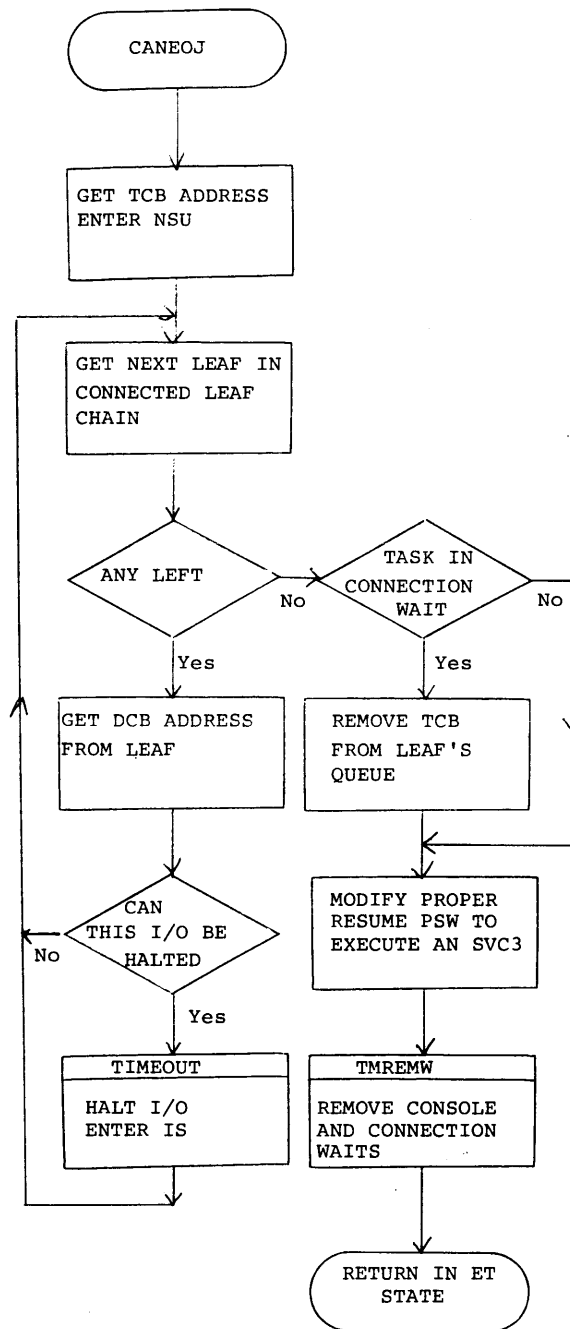 CANEOJ
GET TCB ADDRESS
ENTER NSU
GET NEXT LEAF IN
CONNECTED LEAF
CHAIN
ANY LEFT
No
Yes
TASK IN
CONNECTION
WAIT
No
Yes
GET DCB ADDRESS
FROM LEAF
REMOVE TCB
FROM LEAF'S
QUEUE
CAN
THIS I/O BE
HALTED
No
Yes
MODIFY PROPER
RESUME PSW TO
EXECUTE AN SVC3
TIMEOUT
HALT I/O
ENTER IS
TMREMW
REMOVE CONSOLE
AND CONNECTION
WAITS
RETURN IN ET
STATE